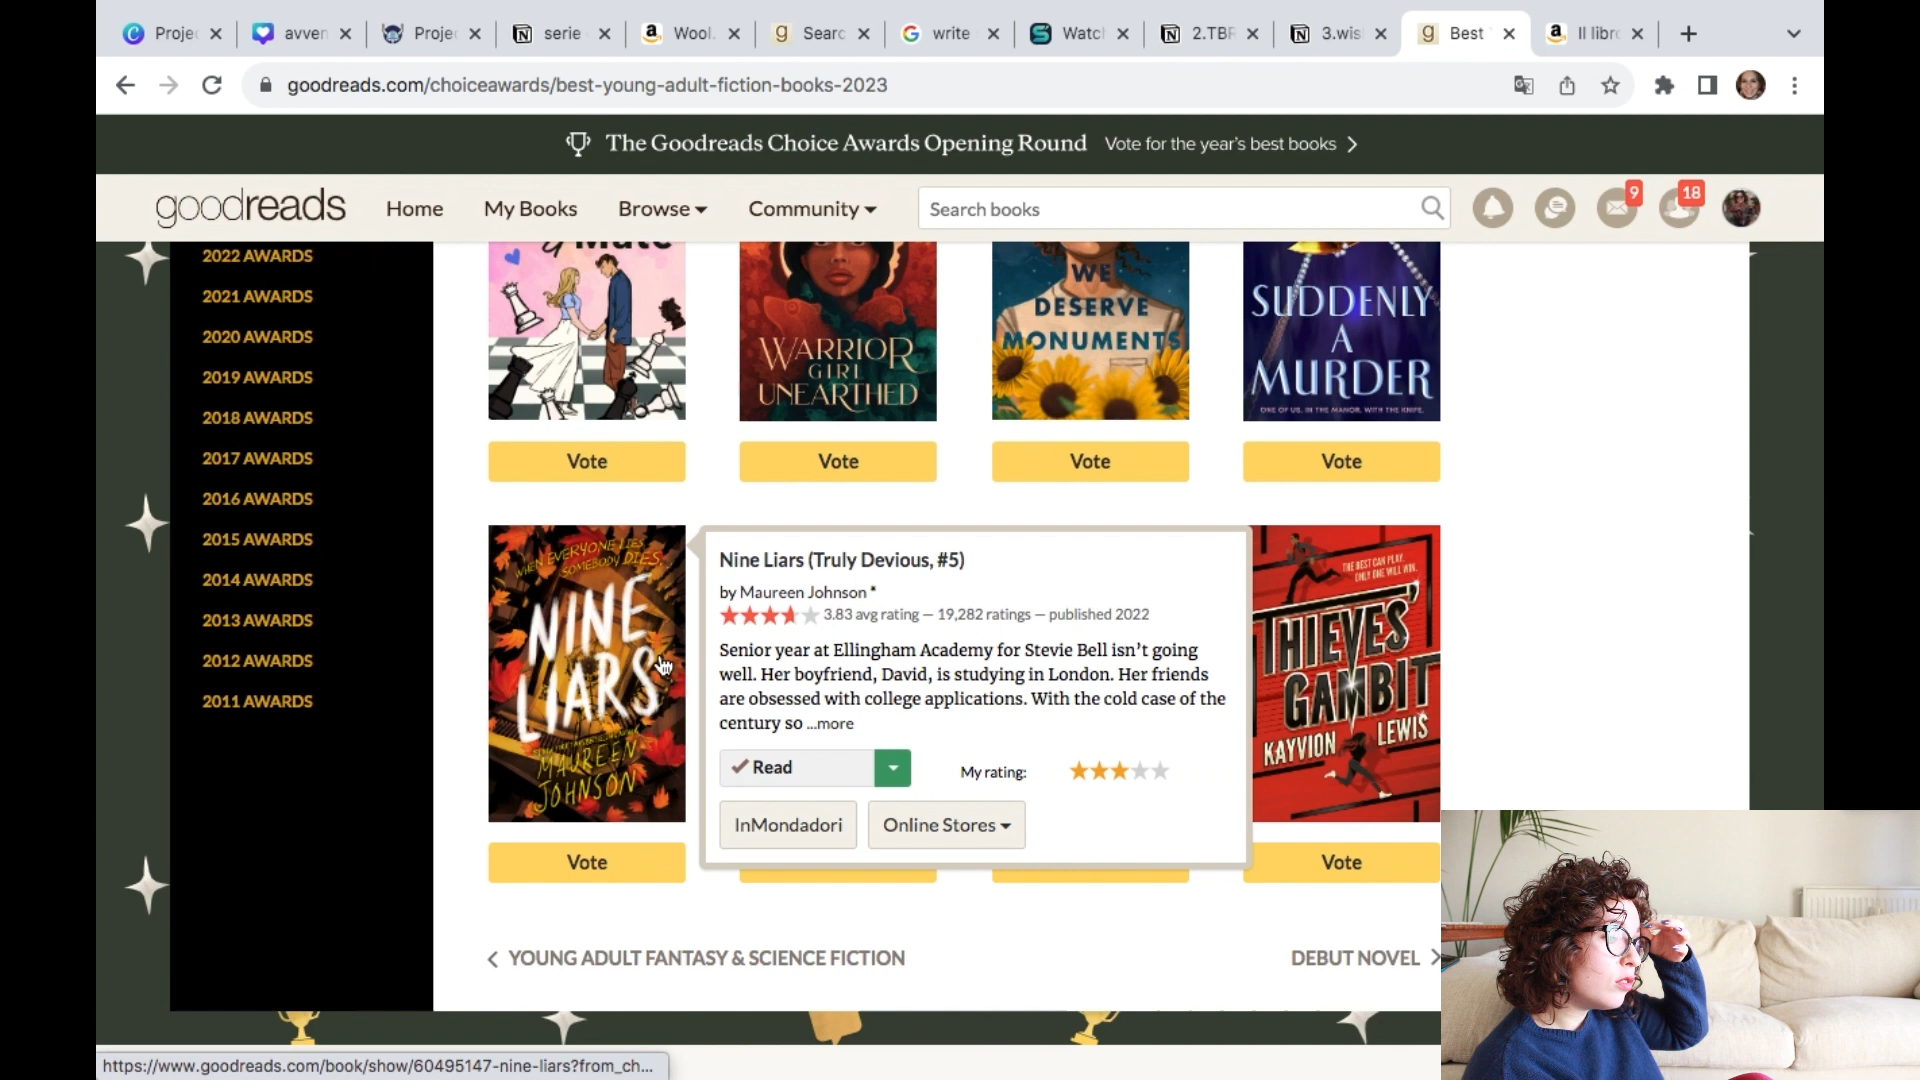 Projec
avven
Projec
serie
Wool.
Searc
write
Watch
2.TBR
3.wis
Best
Il libro
goodreads.com/choiceawards/best-young-adult-fiction-books-2023
The Goodreads Choice Awards Opening Round Vote for the year's best books
goodreads Home My Books Browse Community Search books 9 18
2022 AWARDS
2021 AWARDS
2020 AWARDS
2019 AWARDS
2018 AWARDS
2017 AWARDS
2016 AWARDS
2015 AWARDS
2014 AWARDS
2013 AWARDS
2012 AWARDS
2011 AWARDS
WARRIOR
GIRL
UNEARTHED
WE
DESERVE
MONUMENTS
SUDDENLY
A
MURDER
ONE OF US. IN THE MANOR. WITH THE KNIFE.
Vote Vote Vote Vote
WHEN EVERYONE LIES
SOMEBODY DIES...
NINE
LIARS
MAUREEN
JOHNSON
Nine Liars (Truly Devious, #5)
by Maureen Johnson *
3.83 avg rating — 19,282 ratings — published 2022
Senior year at Ellingham Academy for Stevie Bell isn't going
well. Her boyfriend, David, is studying in London. Her friends
are obsessed with college applications. With the cold case of the
century so ...more
Read
My rating:
InMondadori Online Stores
THE BEST CAN PLAY.
ONLY ONE WILL WIN.
THIEVES'
GAMBIT
KAYVION
LEWIS
Vote Vote
YOUNG ADULT FANTASY & SCIENCE FICTION DEBUT NOVEL
https://www.goodreads.com/book/show/60495147-nine-liars?from_ch...